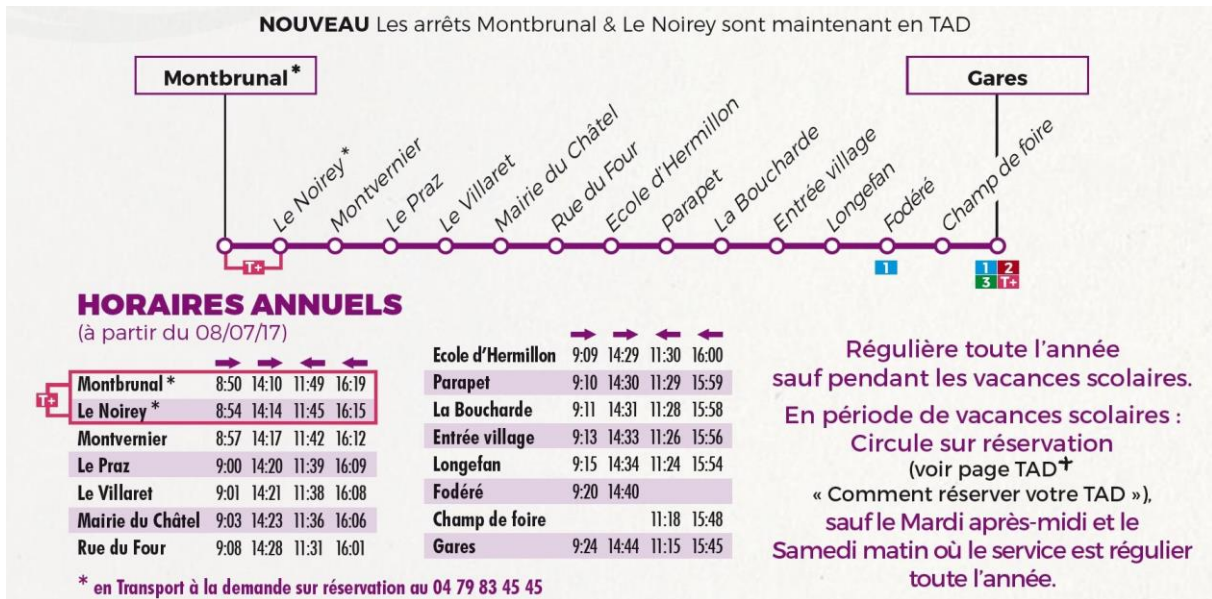 NOUVEAU Les arrêts Montbrunal & Le Noirey sont maintenant en TAD
Montbrunal *
Gares
Le Noirey *
Montvernier
Le Praz
Le Villaret
Mairie du Châtel
Rue du Four
Ecole d'Hermillon
Parapet
La Boucharde
Entrée village
Longefan
Fodéré
Champ de foire
T+
1
1 2
3 T+
HORAIRES ANNUELS
(à partir du 08/07/17)
T+
Montbrunal * 8:50 14:10 11:49 16:19
Le Noirey * 8:54 14:14 11:45 16:15
Montvernier 8:57 14:17 11:42 16:12
Le Praz 9:00 14:20 11:39 16:09
Le Villaret 9:01 14:21 11:38 16:08
Mairie du Châtel 9:03 14:23 11:36 16:06
Rue du Four 9:08 14:28 11:31 16:01
Ecole d'Hermillon 9:09 14:29 11:30 16:00
Parapet 9:10 14:30 11:29 15:59
La Boucharde 9:11 14:31 11:28 15:58
Entrée village 9:13 14:33 11:26 15:56
Longefan 9:15 14:34 11:24 15:54
Fodéré 9:20 14:40
Champ de foire 11:18 15:48
Gares 9:24 14:44 11:15 15:45
* en Transport à la demande sur réservation au 04 79 83 45 45
Régulière toute l'année
sauf pendant les vacances scolaires.
En période de vacances scolaires :
Circule sur réservation
(voir page TAD+
« Comment réserver votre TAD »),
sauf le Mardi après-midi et le
Samedi matin où le service est régulier
toute l'année.